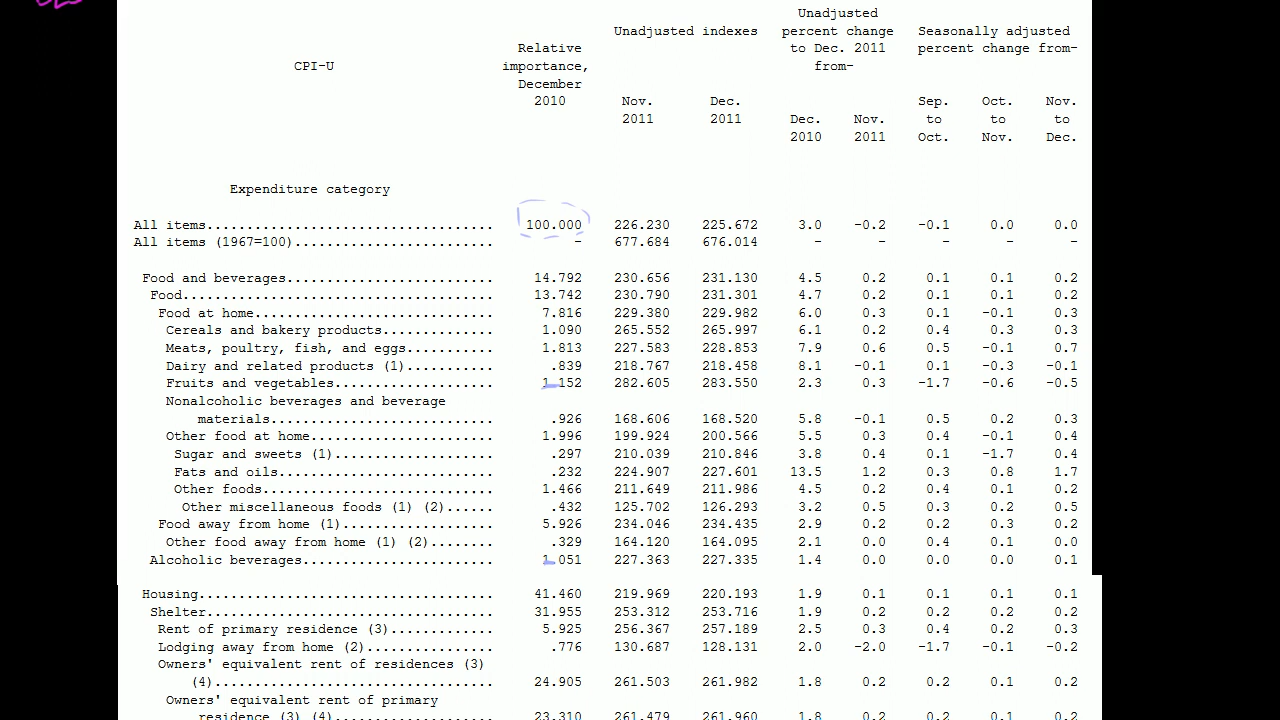 Unadjusted
Unadjusted indexes percent change Seasonally adjusted
Relative to Dec. 2011 percent change from-
CPI-U importance, from-
December
2010 Nov. Dec. Sep. Oct. Nov.
2011 2011 Dec. Nov. to to to
2010 2011 Oct. Nov. Dec.
Expenditure category
All items.................................... 100.000 226.230 225.672 3.0 -0.2 -0.1 0.0 0.0
All items (1967=100)......................... - 677.684 676.014 - - - - -
Food and beverages.......................... 14.792 230.656 231.130 4.5 0.2 0.1 0.1 0.2
Food....................................... 13.742 230.790 231.301 4.7 0.2 0.1 0.1 0.2
Food at home.............................. 7.816 229.380 229.982 6.0 0.3 0.1 -0.1 0.3
Cereals and bakery products.............. 1.090 265.552 265.997 6.1 0.2 0.4 0.3 0.3
Meats, poultry, fish, and eggs........... 1.813 227.583 228.853 7.9 0.6 0.5 -0.1 0.7
Dairy and related products (1)........... .839 218.767 218.458 8.1 -0.1 0.1 -0.3 -0.1
Fruits and vegetables.................... 1.152 282.605 283.550 2.3 0.3 -1.7 -0.6 -0.5
Nonalcoholic beverages and beverage
materials............................ .926 168.606 168.520 5.8 -0.1 0.5 0.2 0.3
Other food at home....................... 1.996 199.924 200.566 5.5 0.3 0.4 -0.1 0.4
Sugar and sweets (1).................... .297 210.039 210.846 3.8 0.4 0.1 -1.7 0.4
Fats and oils........................... .232 224.907 227.601 13.5 1.2 0.3 0.8 1.7
Other foods............................. 1.466 211.649 211.986 4.5 0.2 0.4 0.1 0.2
Other miscellaneous foods (1) (2)...... .432 125.702 126.293 3.2 0.5 0.3 0.2 0.5
Food away from home (1)................... 5.926 234.046 234.435 2.9 0.2 0.2 0.3 0.2
Other food away from home (1) (2)........ .329 164.120 164.095 2.1 0.0 0.4 0.1 0.0
Alcoholic beverages........................ 1.051 227.363 227.335 1.4 0.0 0.0 0.0 0.1
Housing..................................... 41.460 219.969 220.193 1.9 0.1 0.1 0.1 0.1
Shelter.................................... 31.955 253.312 253.716 1.9 0.2 0.2 0.2 0.2
Rent of primary residence (3)............. 5.925 256.367 257.189 2.5 0.3 0.4 0.2 0.3
Lodging away from home (2)................ .776 130.687 128.131 2.0 -2.0 -1.7 -0.1 -0.2
Owners' equivalent rent of residences (3)
(4)................................... 24.905 261.503 261.982 1.8 0.2 0.2 0.1 0.2
Owners' equivalent rent of primary
residence (3) (4).................... 23.310 261.479 261.960 1.8 0.2 0.2 0.1 0.2